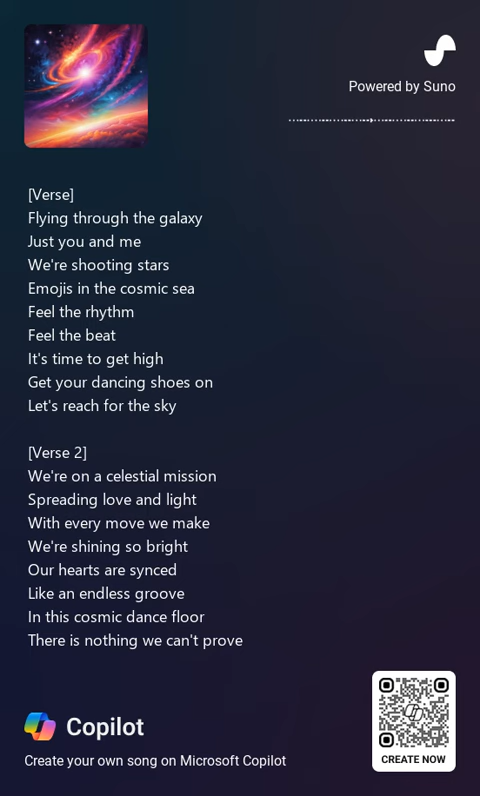 Powered by Suno
[Verse]
Flying through the galaxy
Just you and me
We're shooting stars
Emojis in the cosmic sea
Feel the rhythm
Feel the beat
It's time to get high
Get your dancing shoes on
Let's reach for the sky
[Verse 2]
We're on a celestial mission
Spreading love and light
With every move we make
We're shining so bright
Our hearts are synced
Like an endless groove
In this cosmic dance floor
There is nothing we can't prove
Copilot
Create your own song on Microsoft Copilot
CREATE NOW